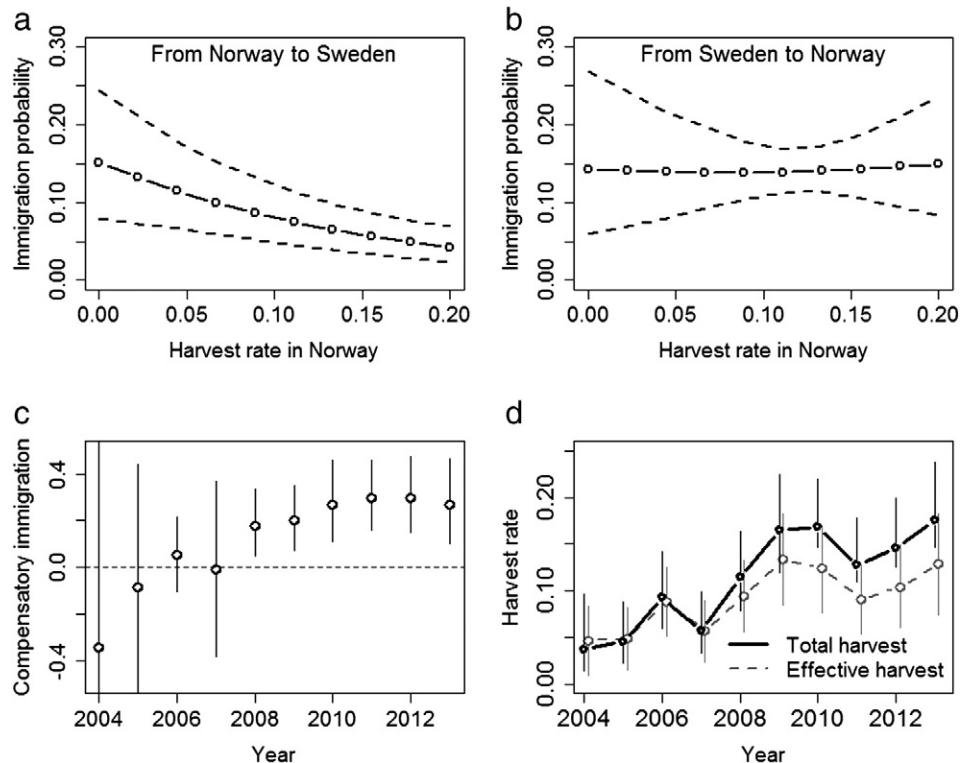 a
From Norway to Sweden
Immigration probability
0.00 0.10 0.20 0.30
0.00 0.05 0.10 0.15 0.20
Harvest rate in Norway
b
From Sweden to Norway
Immigration probability
0.00 0.10 0.20 0.30
0.00 0.05 0.10 0.15 0.20
Harvest rate in Norway
c
Compensatory immigration
-0.4 0.0 0.4
2004 2006 2008 2010 2012
Year
d
Harvest rate
0.00 0.10 0.20
Total harvest
Effective harvest
2004 2006 2008 2010 2012
Year